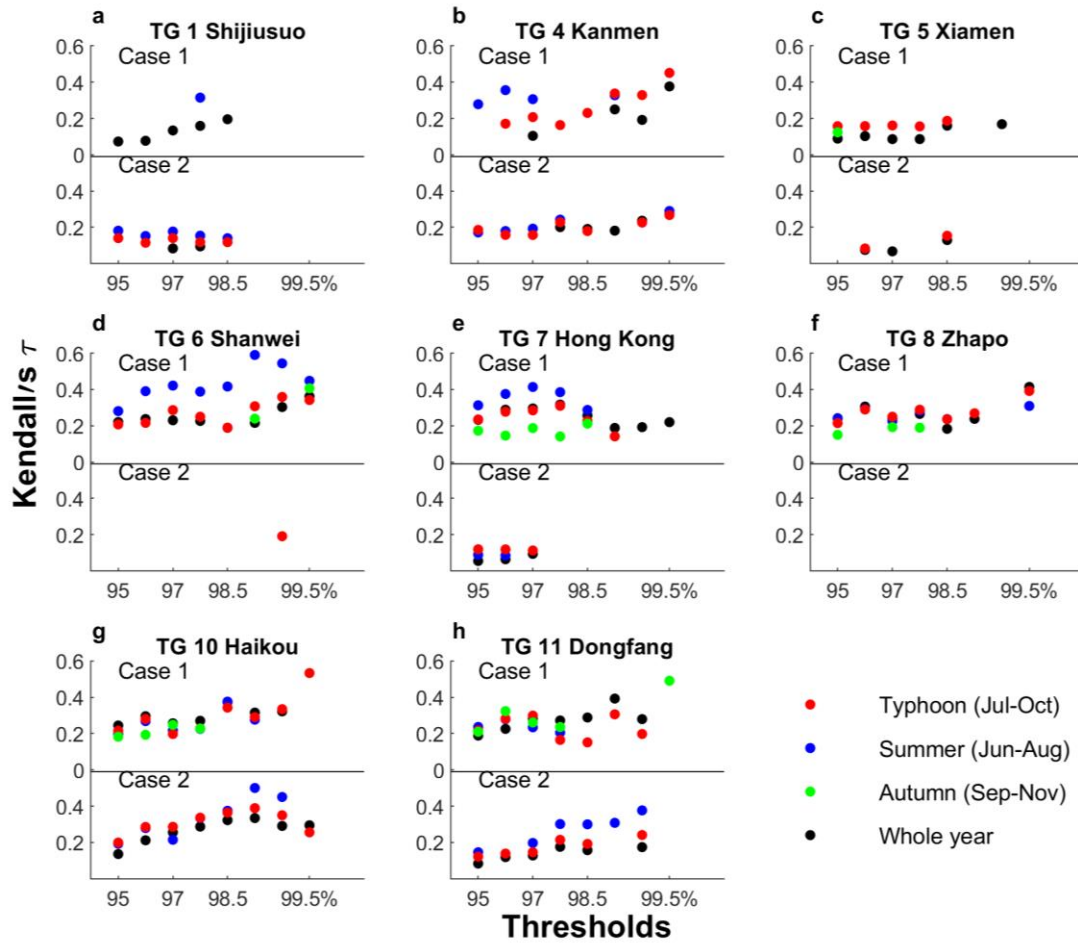 a
TG 1 Shijiusuo
Case 1
0.6
0.4
0.2
0
Case 2
0.4
0.2
95 97 98.5 99.5%
b
TG 4 Kanmen
Case 1
0.6
0.4
0.2
0
Case 2
0.4
0.2
95 97 98.5 99.5%
c
TG 5 Xiamen
Case 1
0.6
0.4
0.2
0
Case 2
0.4
0.2
95 97 98.5 99.5%
Kendall/s τ
d
TG 6 Shanwei
Case 1
0.6
0.4
0.2
0
Case 2
0.4
0.2
95 97 98.5 99.5%
e
TG 7 Hong Kong
Case 1
0.6
0.4
0.2
0
Case 2
0.4
0.2
95 97 98.5 99.5%
f
TG 8 Zhapo
Case 1
0.6
0.4
0.2
0
Case 2
0.4
0.2
95 97 98.5 99.5%
g
TG 10 Haikou
Case 1
0.6
0.4
0.2
0
Case 2
0.4
0.2
95 97 98.5 99.5%
h
TG 11 Dongfang
Case 1
0.6
0.4
0.2
0
Case 2
0.4
0.2
95 97 98.5 99.5%
Thresholds
Typhoon (Jul-Oct)
Summer (Jun-Aug)
Autumn (Sep-Nov)
Whole year